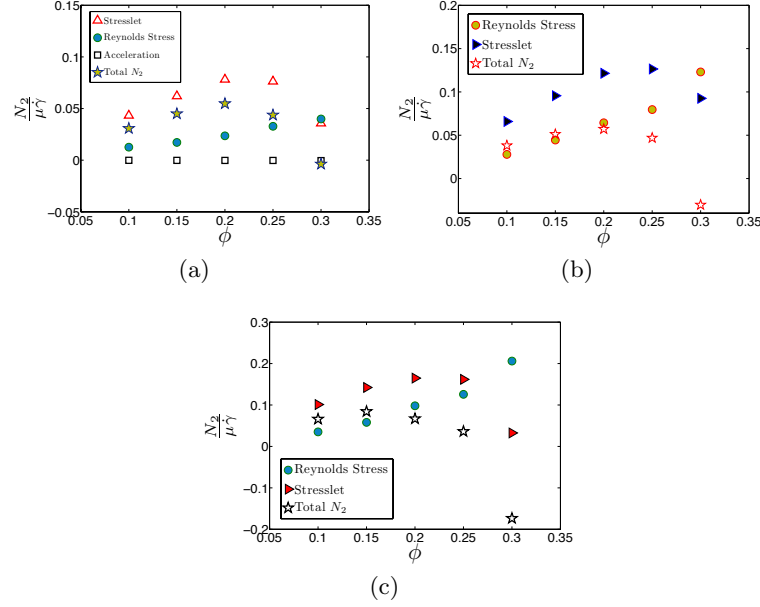 0.15
0.1
0.05
0
−0.05
0.05 0.1 0.15 0.2 0.25 0.3 0.35
N₂/μγ̇
ϕ
Stresslet
Reynolds Stress
Acceleration
Total N₂
(a)
0.2
0.15
0.1
0.05
0
0.05 0.1 0.15 0.2 0.25 0.3 0.35
N₂/μγ̇
ϕ
Reynolds Stress
Stresslet
Total N₂
(b)
0.3
0.2
0.1
0
−0.1
−0.2
0.05 0.1 0.15 0.2 0.25 0.3 0.35
N₂/μγ̇
ϕ
Reynolds Stress
Stresslet
Total N₂
(c)